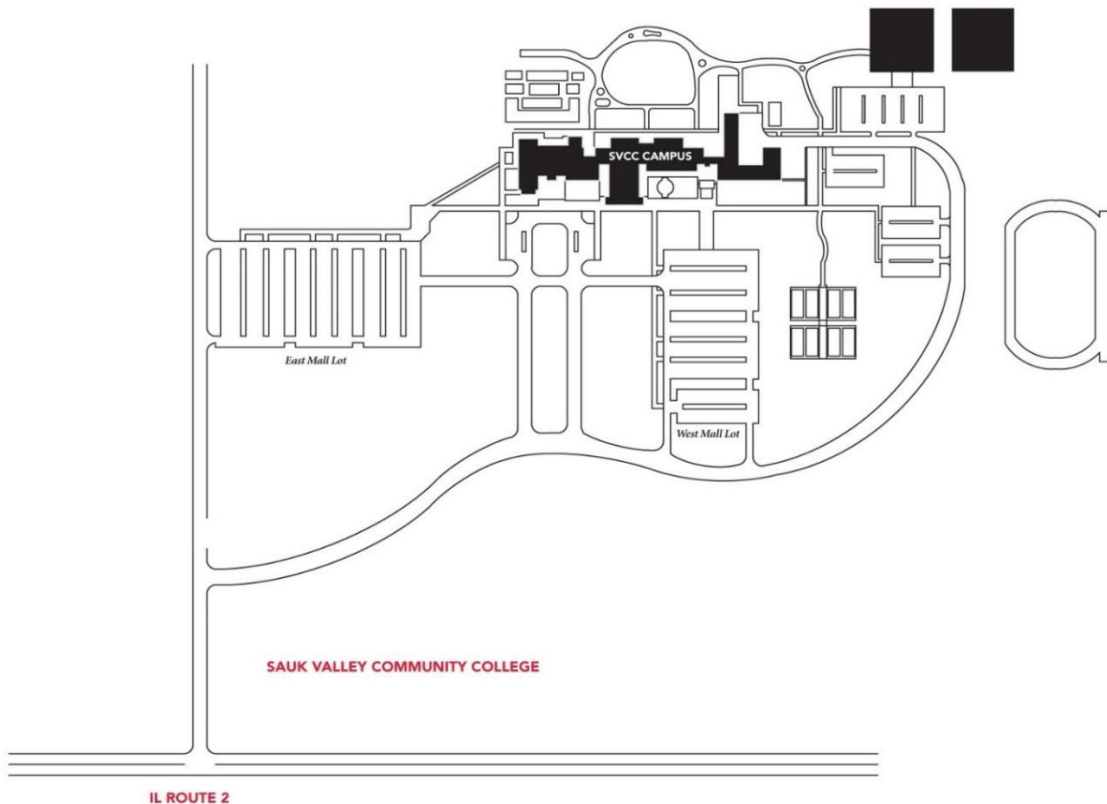 SVCC CAMPUS
East Mall Lot
West Mall Lot
SAUK VALLEY COMMUNITY COLLEGE
IL ROUTE 2